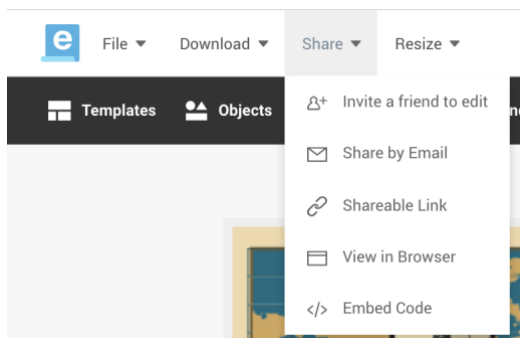 e File Download Share Resize
Templates Objects
Invite a friend to edit
Share by Email
Shareable Link
View in Browser
</> Embed Code